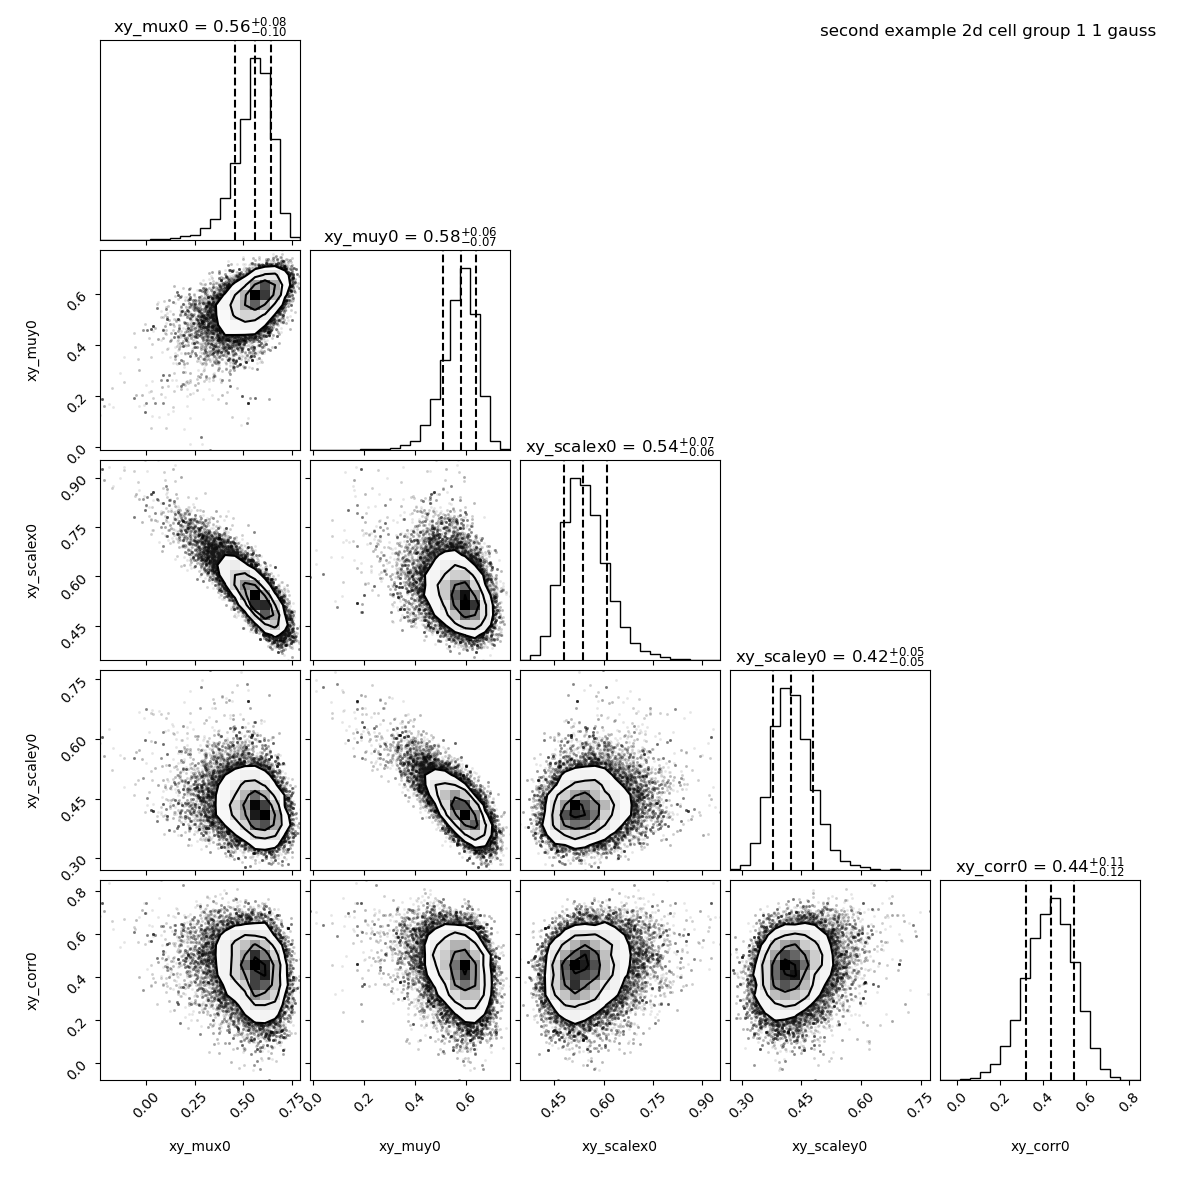 xy_mux0 = 0.56+0.08−0.10
second example 2d cell group 1 1 gauss
xy_muy0 = 0.58+0.06−0.07
xy_muy0
0.6
0.4
0.2
0.0
xy_scalex0 = 0.54+0.07−0.06
xy_scalex0
0.90
0.75
0.60
0.45
xy_scaley0 = 0.42+0.05−0.05
xy_scaley0
0.75
0.60
0.45
0.30
xy_corr0 = 0.44+0.11−0.12
xy_corr0
0.8
0.6
0.4
0.2
0.0
0.00 0.25 0.50 0.75
0.0 0.2 0.4 0.6
0.45 0.60 0.75 0.90
0.30 0.45 0.60 0.75
0.0 0.2 0.4 0.6 0.8
xy_mux0
xy_muy0
xy_scalex0
xy_scaley0
xy_corr0